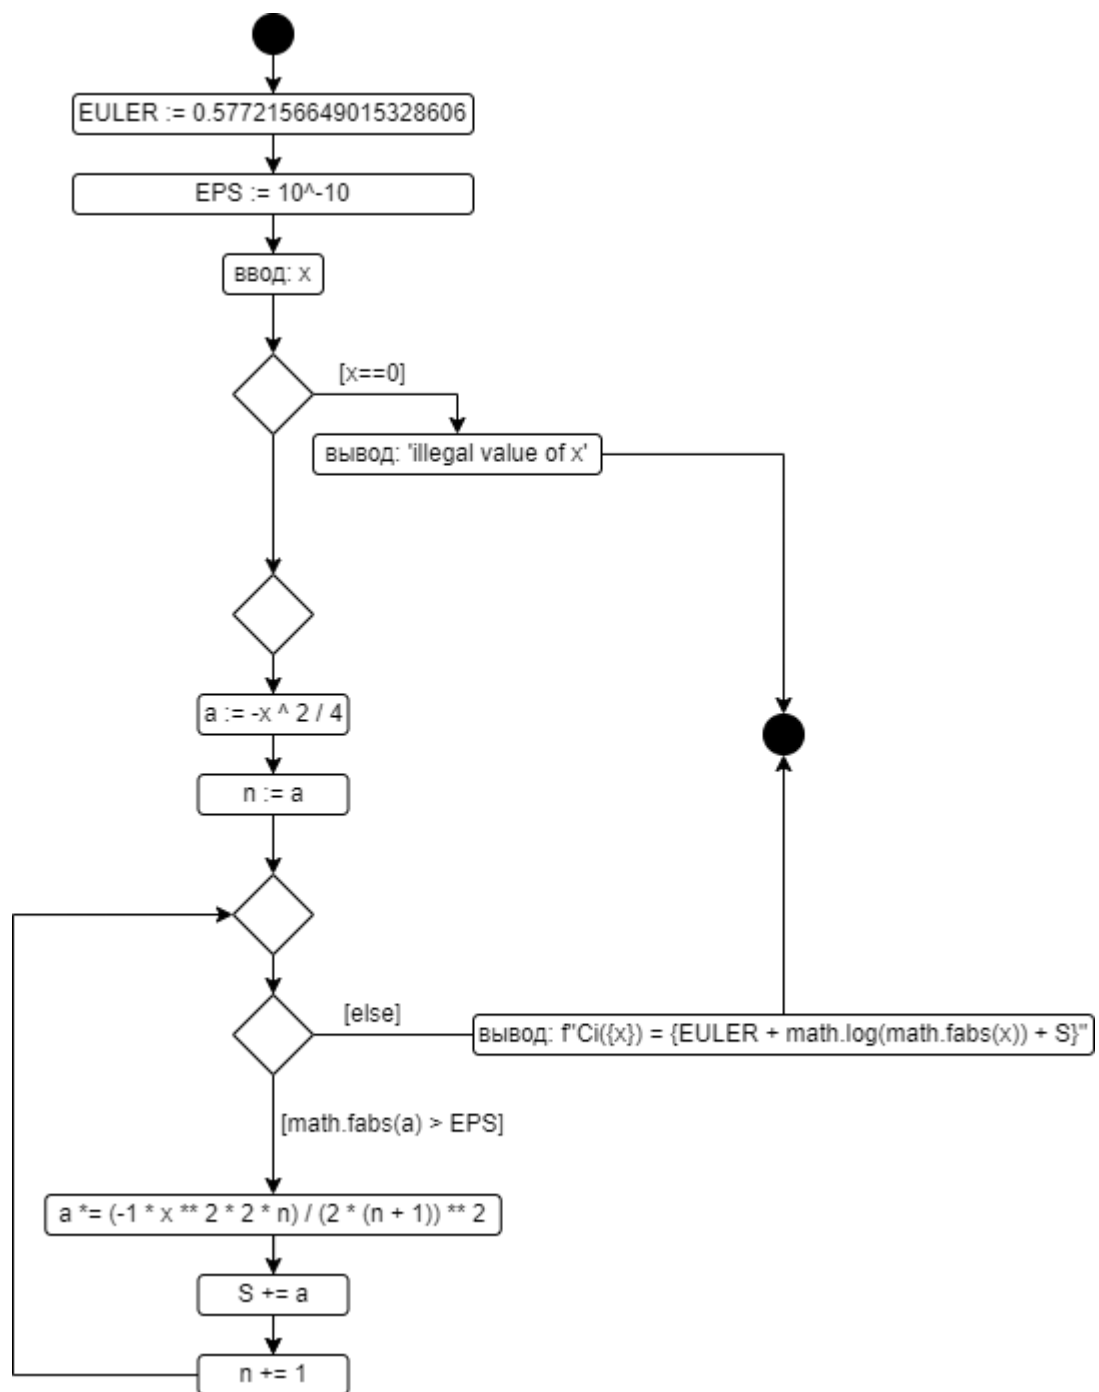 EULER := 0.5772156649015328606
EPS := 10^-10
ввод: x
[x==0]
вывод: 'illegal value of x'
a := -x ^ 2 / 4
n := a
[else]
вывод: f"Ci({x}) = {EULER + math.log(math.fabs(x)) + S}"
[math.fabs(a) > EPS]
a *= (-1 * x ** 2 * 2 * n) / (2 * (n + 1)) ** 2
S += a
n += 1